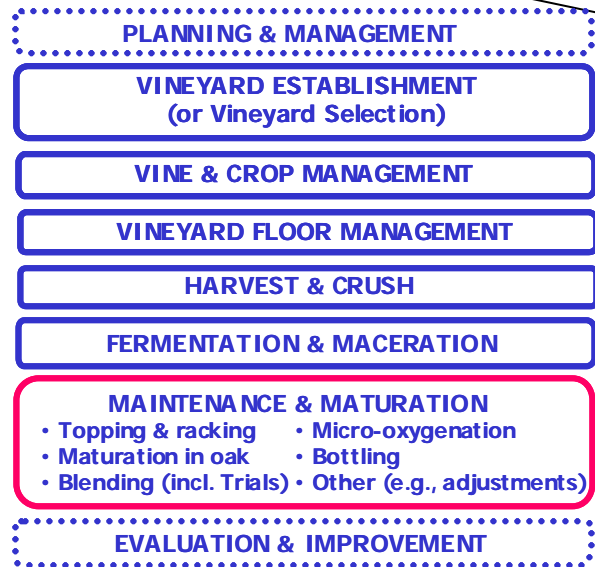 PLANNING & MANAGEMENT
VINEYARD ESTABLISHMENT
(or Vineyard Selection)
VINE & CROP MANAGEMENT
VINEYARD FLOOR MANAGEMENT
HARVEST & CRUSH
FERMENTATION & MACERATION
MAINTENANCE & MATURATION
• Topping & racking • Micro-oxygenation
• Maturation in oak • Bottling
• Blending (incl. Trials) • Other (e.g., adjustments)
EVALUATION & IMPROVEMENT